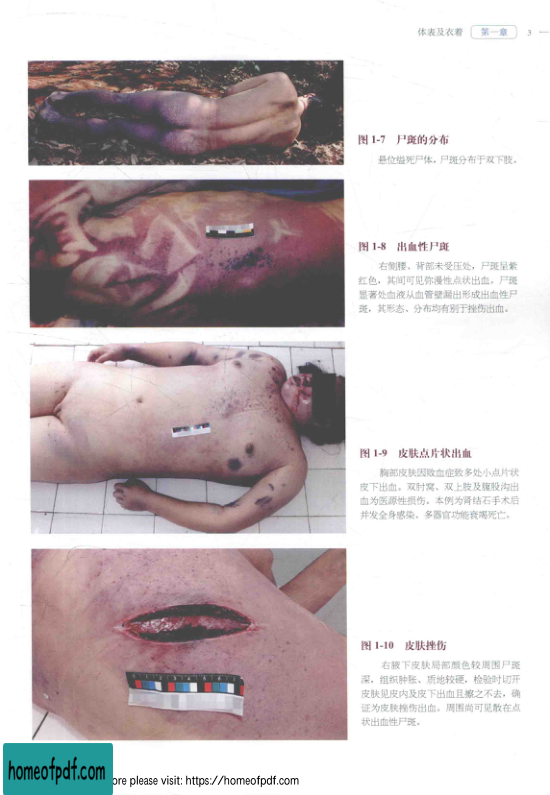 体表及衣着 第一章 3
图 1-7 尸斑的分布
悬位缢死尸体，尸斑分布于双下肢。
图 1-8 出血性尸斑
右侧腰、背部未受压处，尸斑呈紫
红色，其间可见弥漫性点状出血。尸斑
显著处血液从血管壁漏出形成出血性尸
斑，其形态、分布均有别于挫伤出血。
图 1-9 皮肤点片状出血
胸部皮肤因败血症致多处小点片状
皮下出血。双肘窝、双上肢及腹股沟出
血为医源性损伤。本例为肾结石手术后
并发全身感染、多器官功能衰竭死亡。
图 1-10 皮肤挫伤
右腋下皮肤局部颜色较周围尸斑
深，组织肿胀、质地较硬，检验时切开
皮肤见皮内及皮下出血且擦之不去，确
证为皮肤挫伤出血。周围尚可见散在点
状出血性尸斑。
homeofpdf.com
ore please visit: https://homeofpdf.com